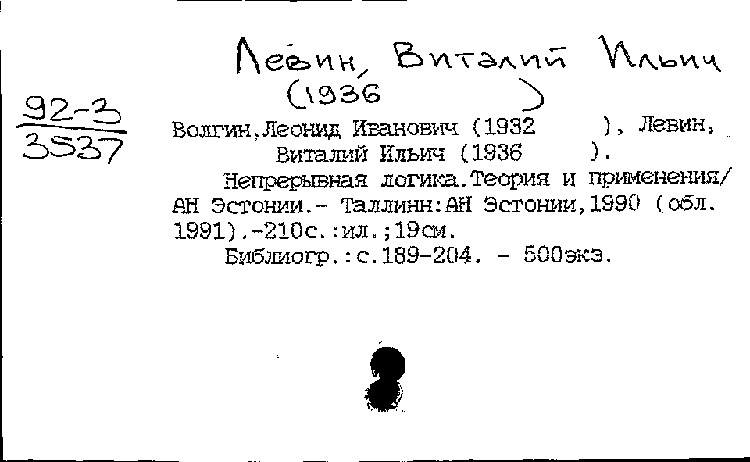 Левин, Виталий Ильич
(1936 )
92-3
3537
Волгин,Леонид Иванович (1932 ), Левин,
Виталий Ильич (1936 ).
Непрерывная логика.Теория и применения/
АН Эстонии.- Таллинн:АН Эстонии,1990 (обл.
1991).-210с.:ил.;19см.
Библиогр.:с.189-204. - 500экз.